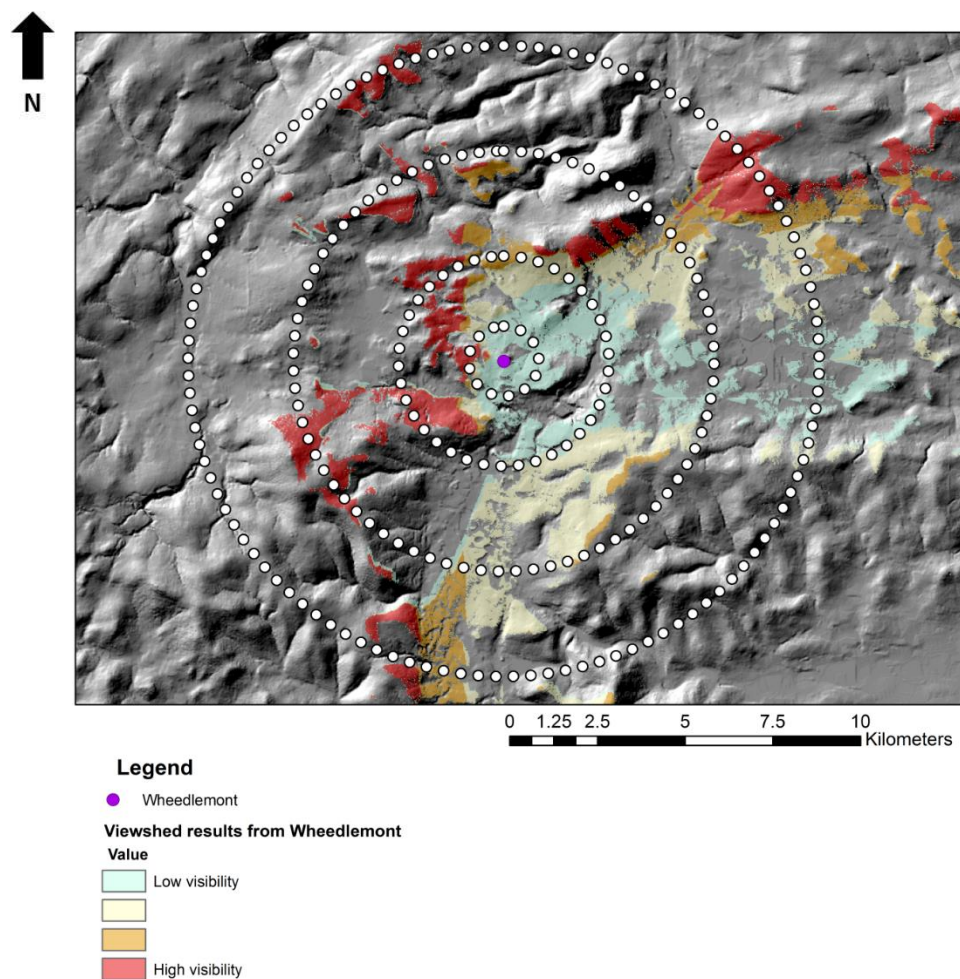 N
0 1.25 2.5 5 7.5 10
Kilometers
Legend
Wheedlemont
Viewshed results from Wheedlemont
Value
Low visibility
High visibility